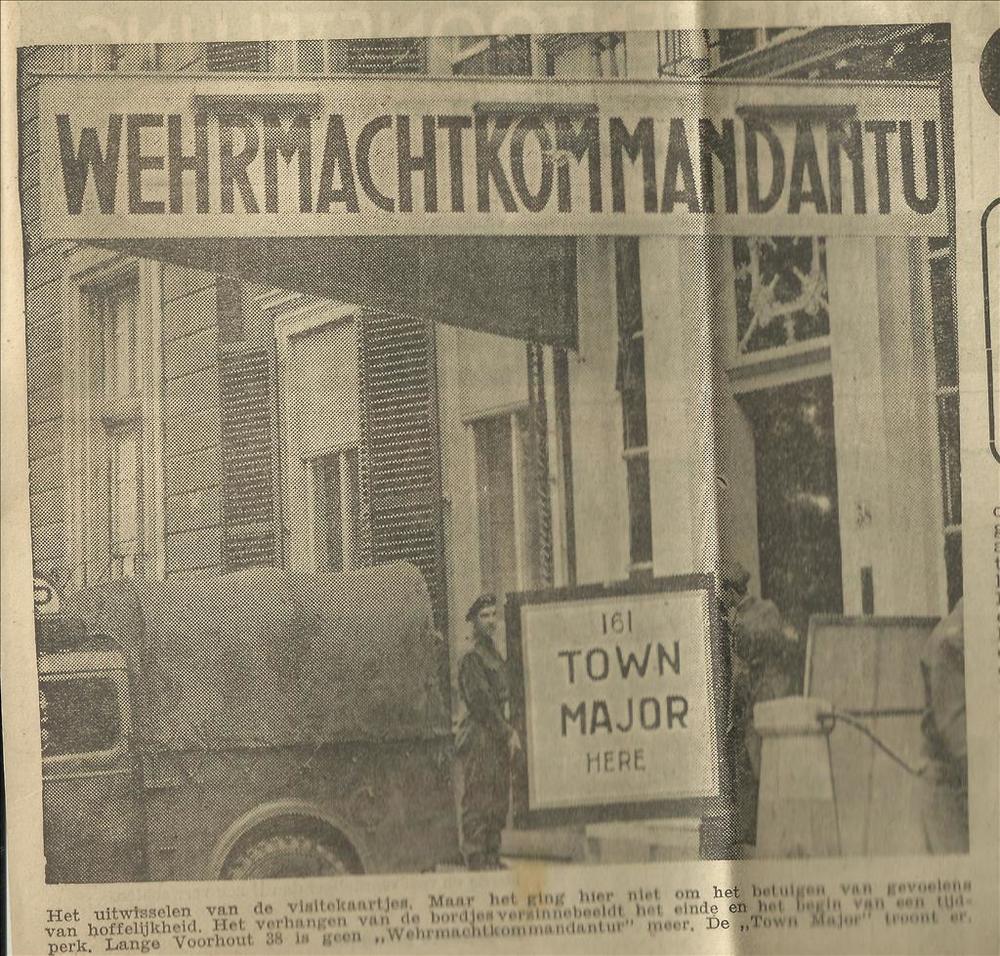 WEHRMACHTKOMMANDANTU
38
161
TOWN
MAJOR
HERE
Het uitwisselen van de visitekaartjes. Maar het ging hier niet om het betuigen van gevoelens
van hoffelijkheid. Het verhangen van de bordjes verzinnebeeldt het einde en het begin van een tijd-
perk. Lange Voorhout 38 is geen „Wehrmachtkommandantur" meer. De „Town Major" troont er.